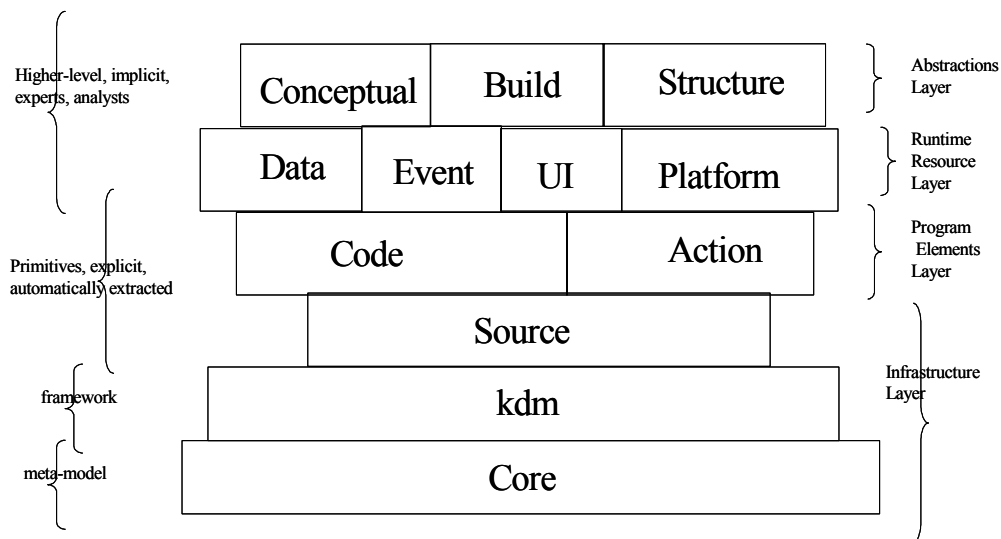 Higher-level, implicit,
experts, analysts
Conceptual
Build
Structure
Abstractions
Layer
Data
Event
UI
Platform
Runtime
Resource
Layer
Primitives, explicit,
automatically extracted
Code
Action
Program
Elements
Layer
Source
framework
kdm
Infrastructure
Layer
meta-model
Core